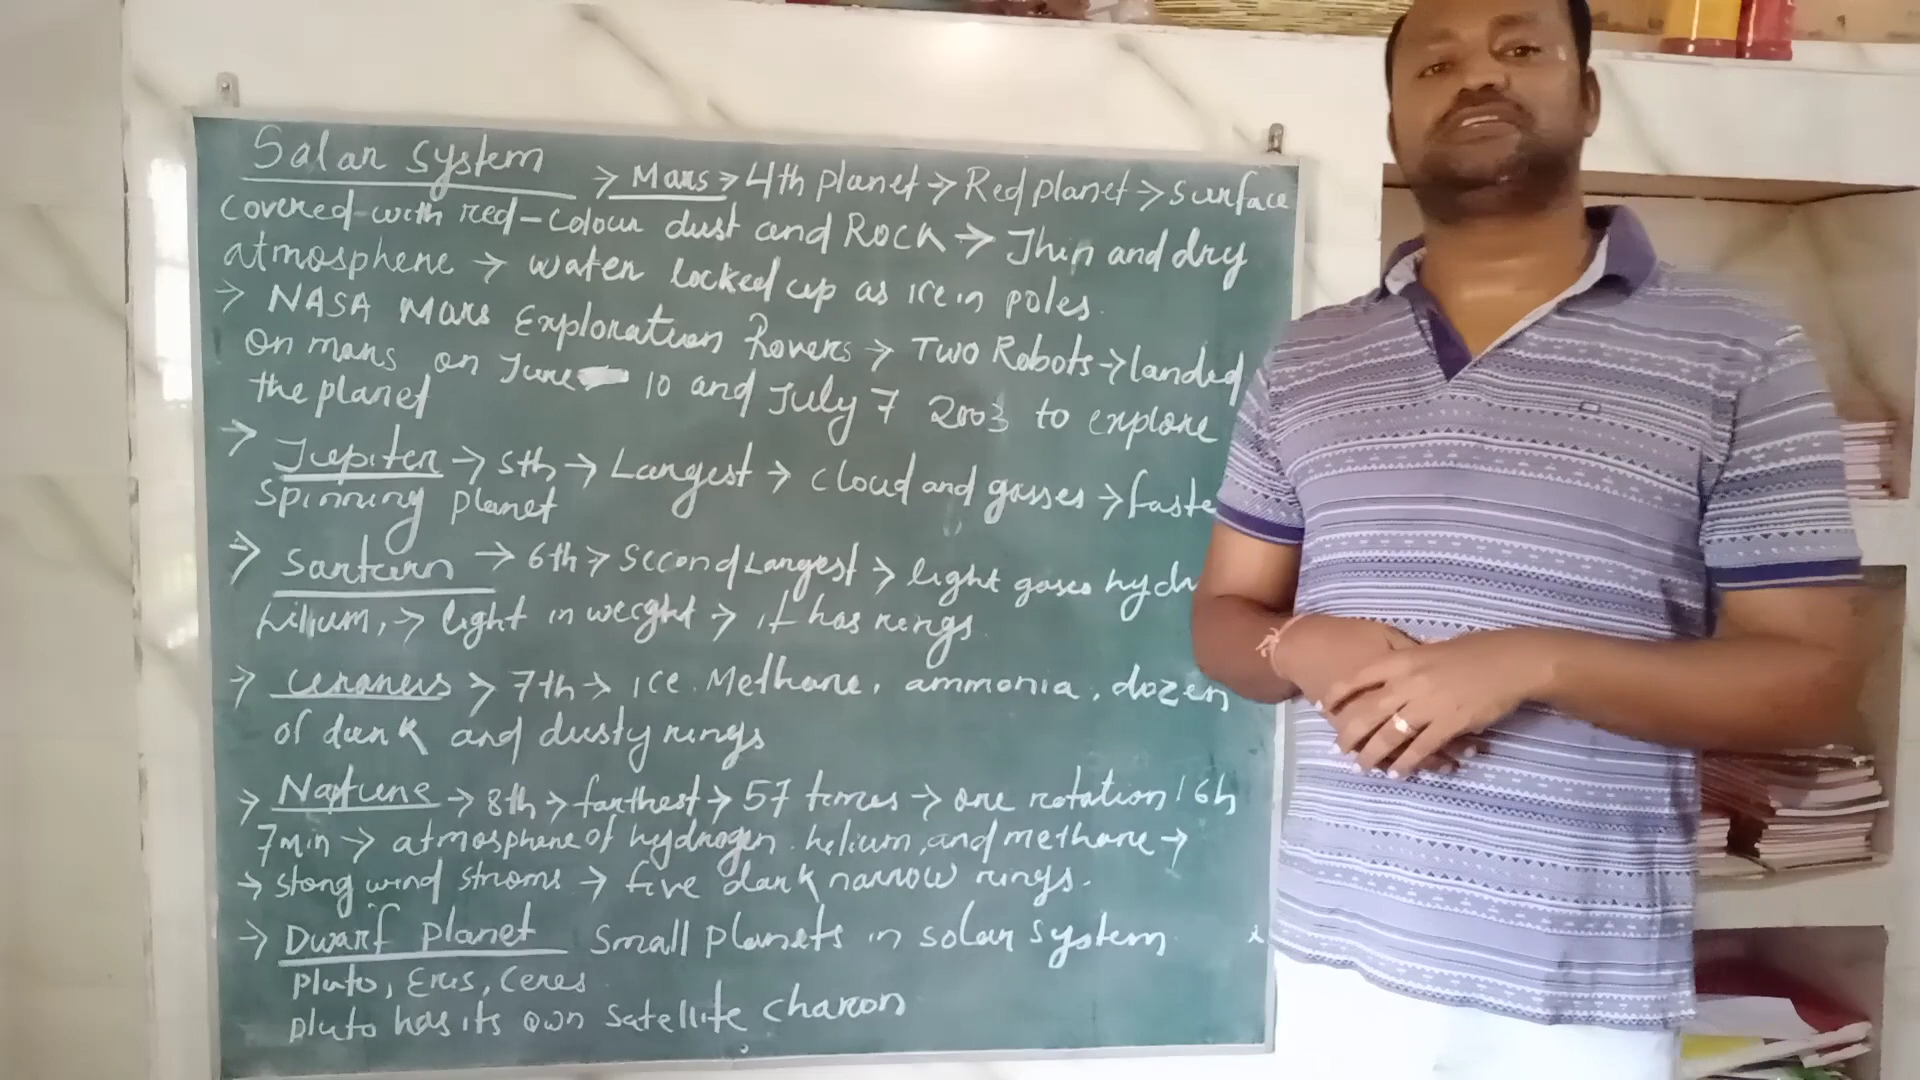 Solar System → Mars → 4th planet → Red planet → surface
covered with red-colour dust and Rock → Thin and dry
atmosphere → water locked up as ice in poles.
→ NASA Mars Exploration Rovers → Two Robots → landed
on mars on June 10 and July 7 2003 to explore
the planet
→ Jupiter → 5th → Largest → cloud and gasses → faste
spinning planet
→ Santurn → 6th → Second Largest → light gases hydr
hilium, → light in weight → it has rings
→ uraneus → 7th → ice. Methane, ammonia, dozen
of dark and dusty rings
→ Naptune → 8th → farthest → 57 times → one rotation 16h
7min → atmosphere of hydrogen. helium, and methane →
→ stong wind stroms → five dark narrow rings.
→ Dwarf planet Small planets in solar system
pluto, Eris, Ceres
pluto has its own satellite charon